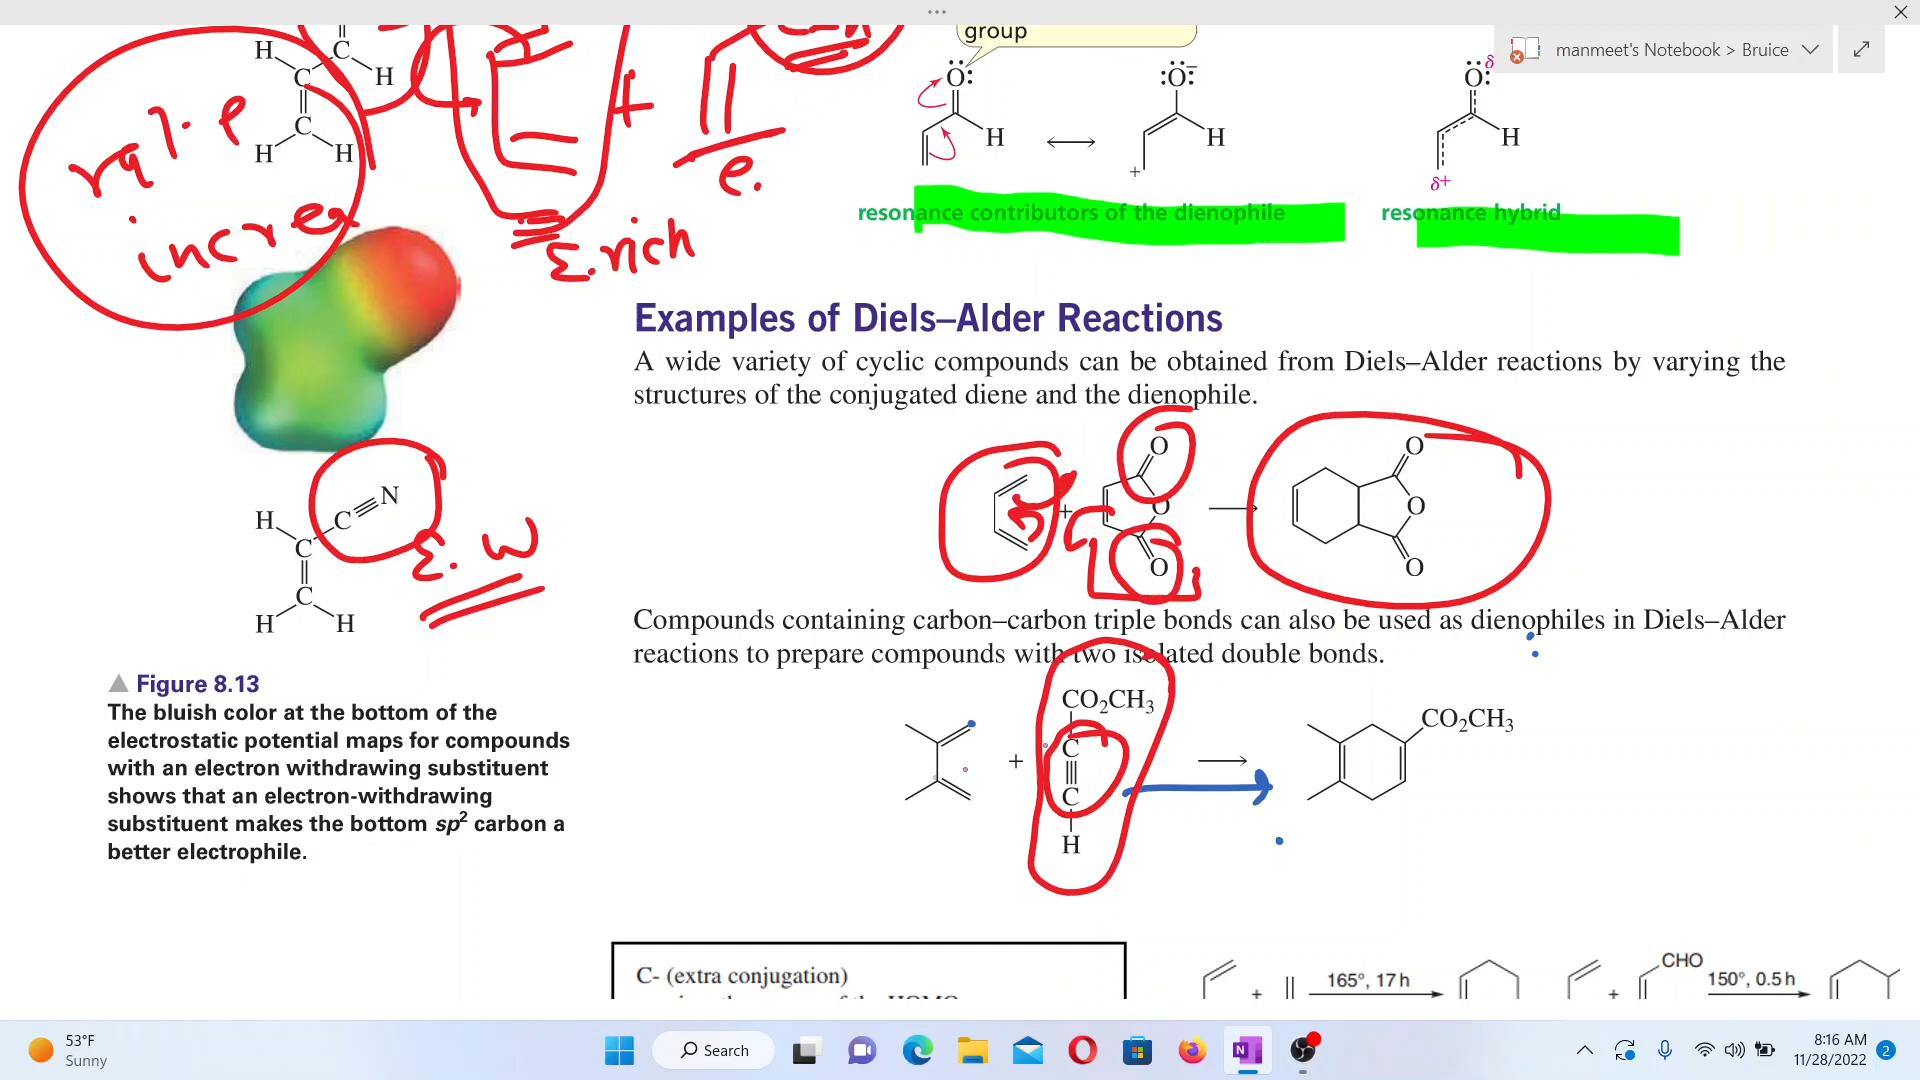 group
manmeet's Notebook > Bruice
H
C
H
C
C
H
H
increa
+
e.
E.rich
:Ö:
H
:Ö:–
H
+
:Ö: δ
H
δ+
resonance contributors of the dienophile
resonance hybrid
Examples of Diels–Alder Reactions
A wide variety of cyclic compounds can be obtained from Diels–Alder reactions by varying the
structures of the conjugated diene and the dienophile.
+
O
O
O
O
O
O
Compounds containing carbon–carbon triple bonds can also be used as dienophiles in Diels–Alder
reactions to prepare compounds with two isolated double bonds.
+
CO2CH3
C
C
H
CO2CH3
H
C
N
C
C
H
H
E. W
Figure 8.13
The bluish color at the bottom of the
electrostatic potential maps for compounds
with an electron withdrawing substituent
shows that an electron-withdrawing
substituent makes the bottom sp2 carbon a
better electrophile.
C- (extra conjugation)
+
165°, 17 h
+
CHO
150°, 0.5 h
53°F
Sunny
Search
8:16 AM
11/28/2022
2